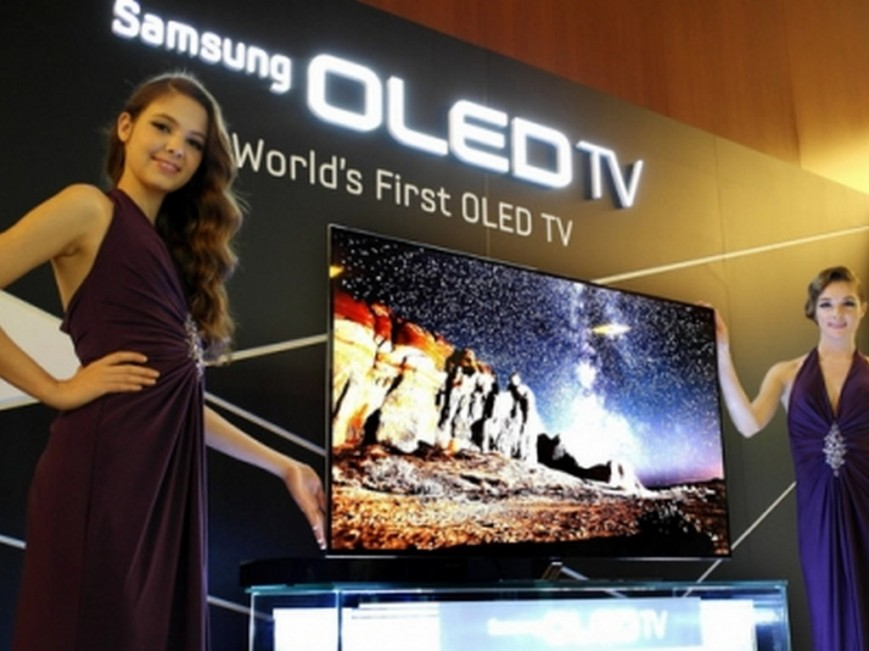 Samsung OLED TV
World's First OLED TV
OLED TV